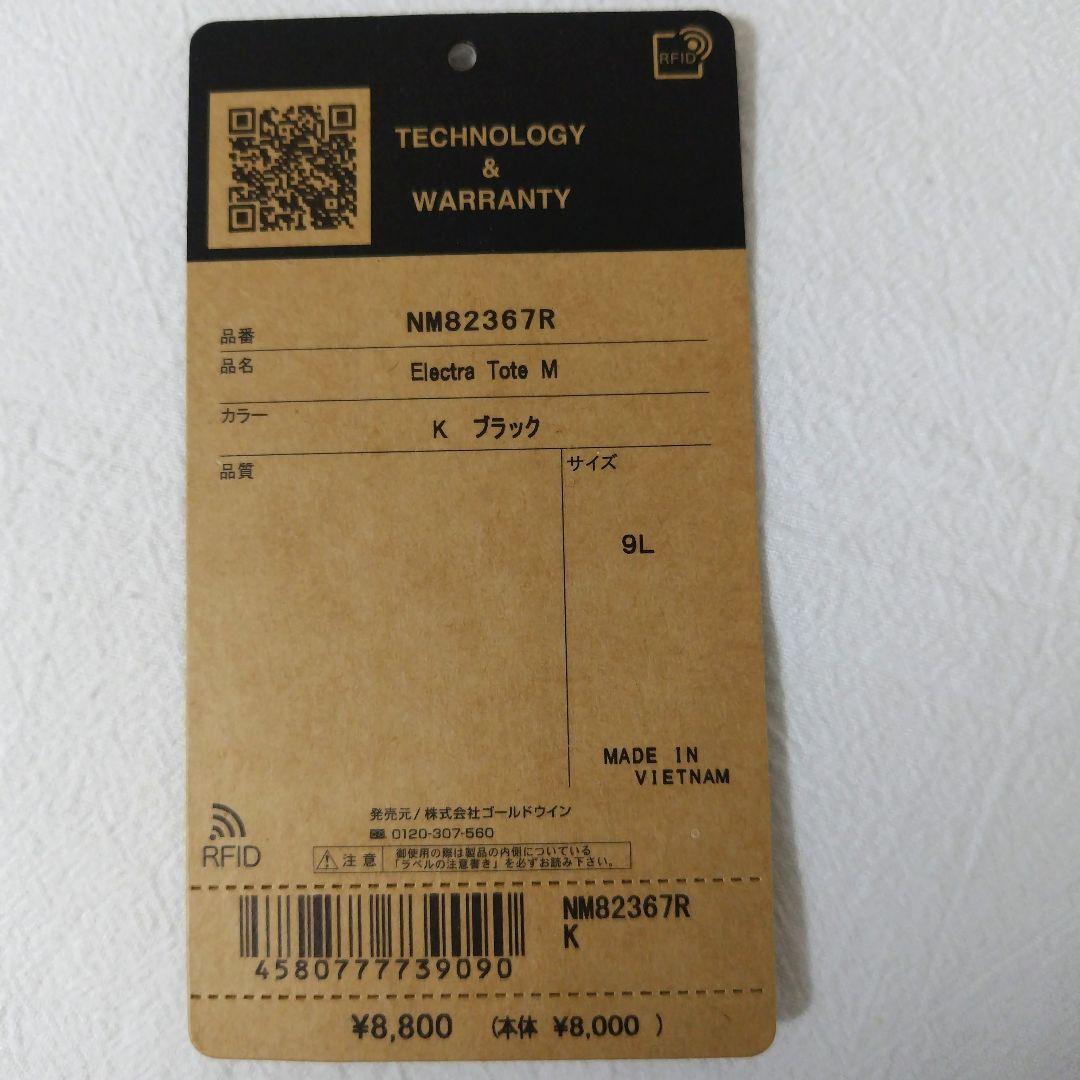 RFID
TECHNOLOGY
&
WARRANTY
品番 NM82367R
品名 Electra Tote M
カラー K ブラック
品質
サイズ
9L
MADE IN
VIETNAM
発売元/株式会社ゴールドウイン
0120-307-560
RFID
注意
御使用の際は製品の内側についている
「ラベルの注意書き」を必ずお読み下さい。
NM82367R
K
4580777739090
¥8,800 (本体 ¥8,000 )